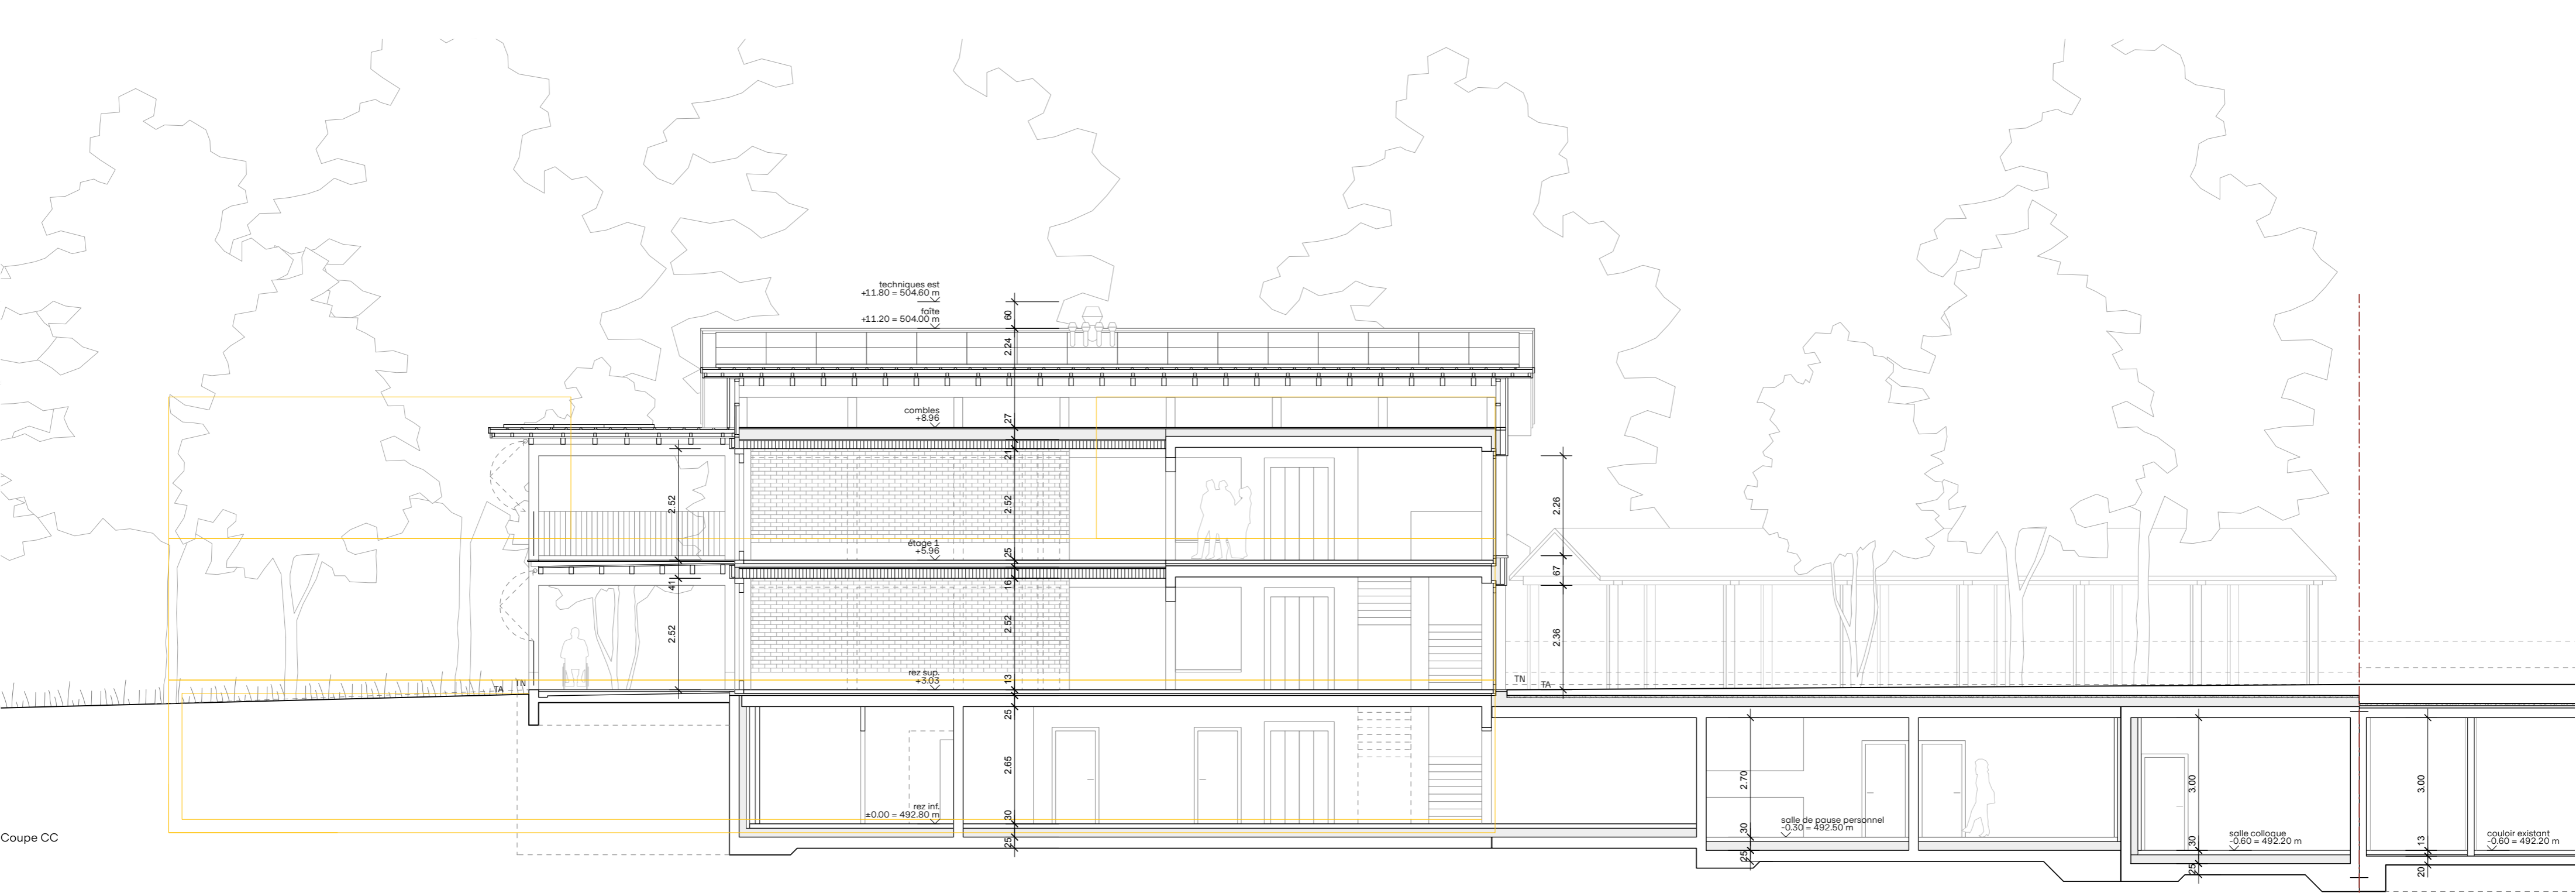 techniques est
+11.80 = 504.60 m
faîte
+11.20 = 504.00 m
60
2.24
combles
+8.96
27
21
2.52
2.52
2.26
étage 1
+5.96
25
67
41
16
2.52
2.52
2.36
rez sup.
+3.03
13
TN
TA
TN
TA
25
2.65
2.70
3.00
3.00
rez inf.
±0.00 = 492.80 m
30
25
salle de pause personnel
-0.30 = 492.50 m
30
25
salle colloque
-0.60 = 492.20 m
30
25
couloir existant
-0.60 = 492.20 m
13
20
Coupe CC